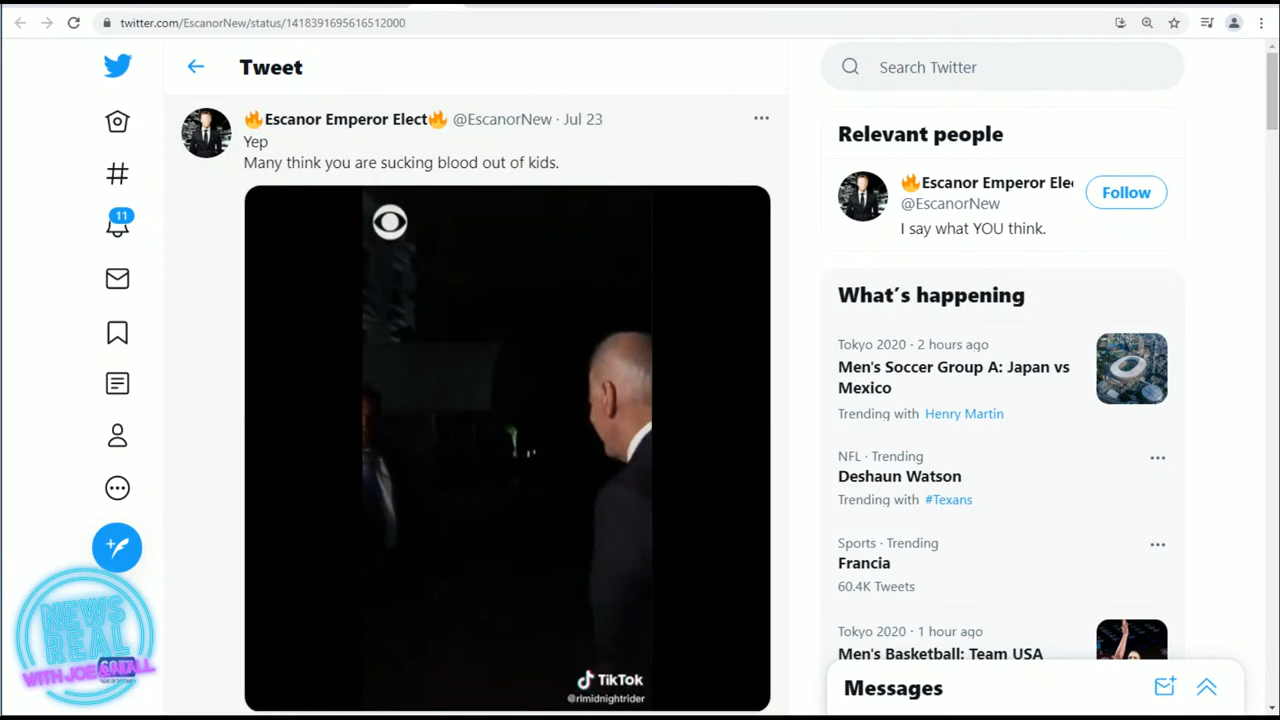 twitter.com/EscanorNew/status/1418391695616512000
Tweet
Search Twitter
🔥Escanor Emperor Elect🔥 @EscanorNew · Jul 23
Yep
Many think you are sucking blood out of kids.
TikTok
@rlmidnightrider
11
Relevant people
🔥Escanor Emperor Ele
@EscanorNew
Follow
I say what YOU think.
What's happening
Tokyo 2020 · 2 hours ago
Men's Soccer Group A: Japan vs
Mexico
Trending with Henry Martin
NFL · Trending
Deshaun Watson
Trending with #Texans
Sports · Trending
Francia
60.4K Tweets
Tokyo 2020 · 1 hour ago
Men's Basketball: Team USA
Messages
NEWS
REAL
WITH JOE &